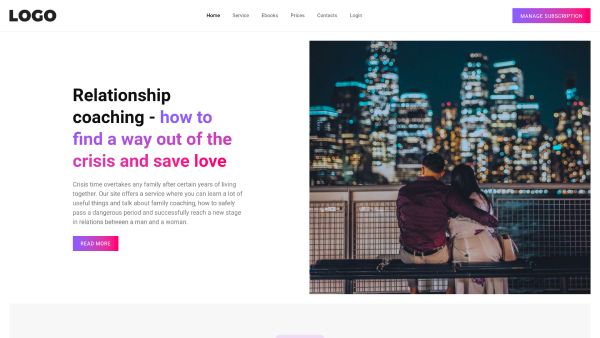 LOGO
Home Service Ebooks Prices Contacts Login
MANAGE SUBSCRIPTION
Relationship
coaching - how to
find a way out of the
crisis and save love
Crisis time overtakes any family after certain years of living
together. Our site offers a service where you can learn a lot of
useful things and talk about family coaching, how to safely
pass a dangerous period and successfully reach a new stage
in relations between a man and a woman.
READ MORE